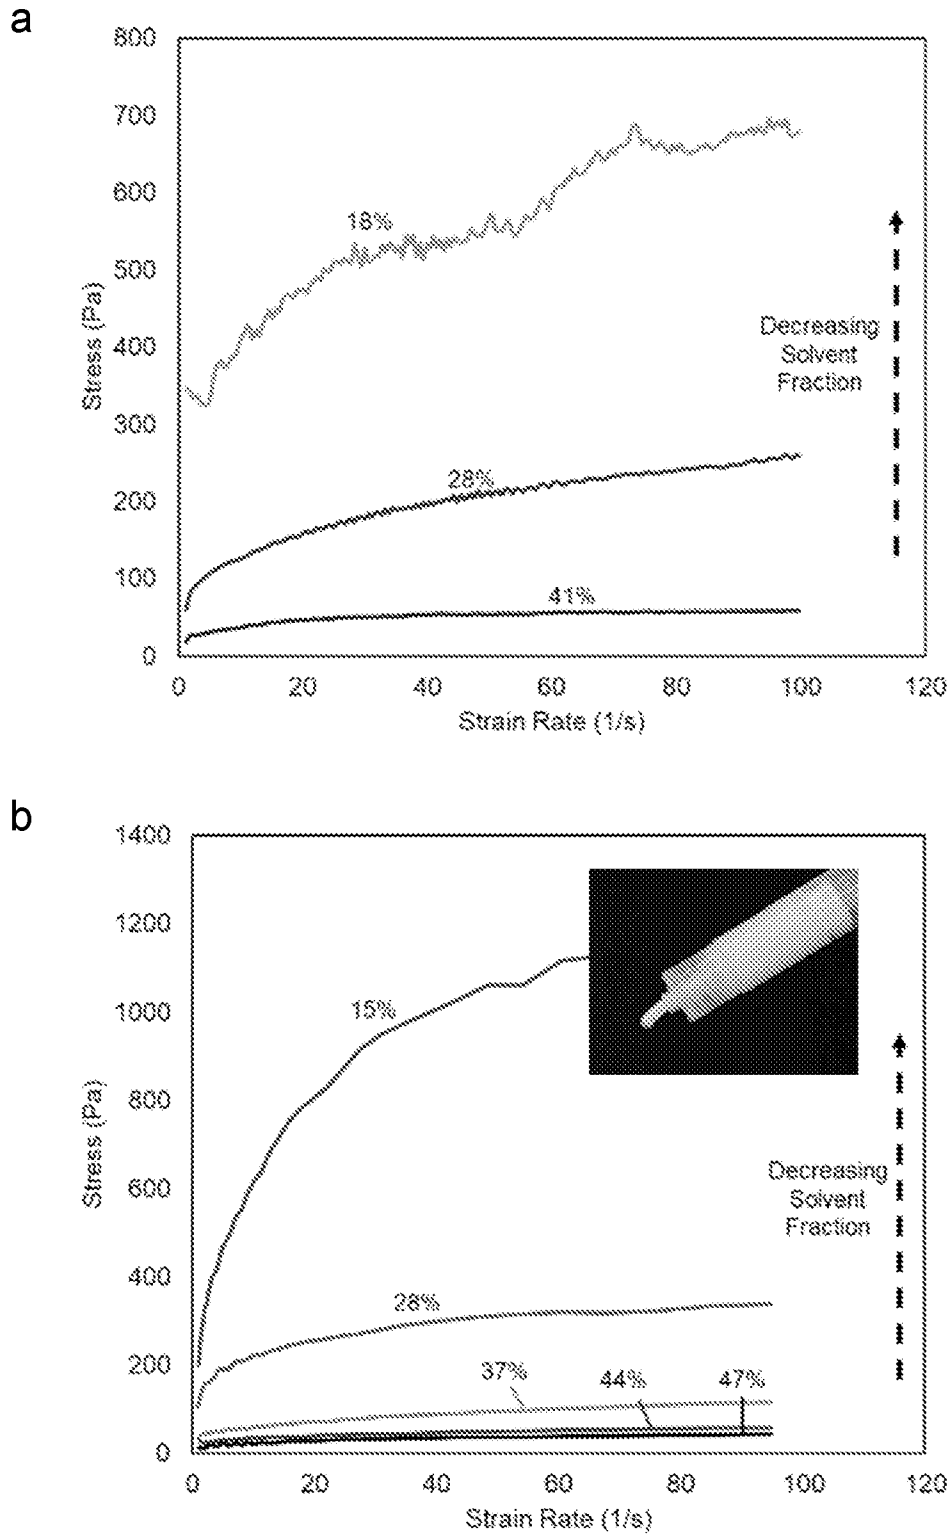 a
800
700
600
500
400
300
200
100
0
Stress (Pa)
18%
28%
41%
Decreasing
Solvent
Fraction
0 20 40 60 80 100 120
Strain Rate (1/s)
b
1400
1200
1000
800
600
400
200
0
Stress (Pa)
15%
28%
37% 44% 47%
Decreasing
Solvent
Fraction
0 20 40 60 80 100 120
Strain Rate (1/s)